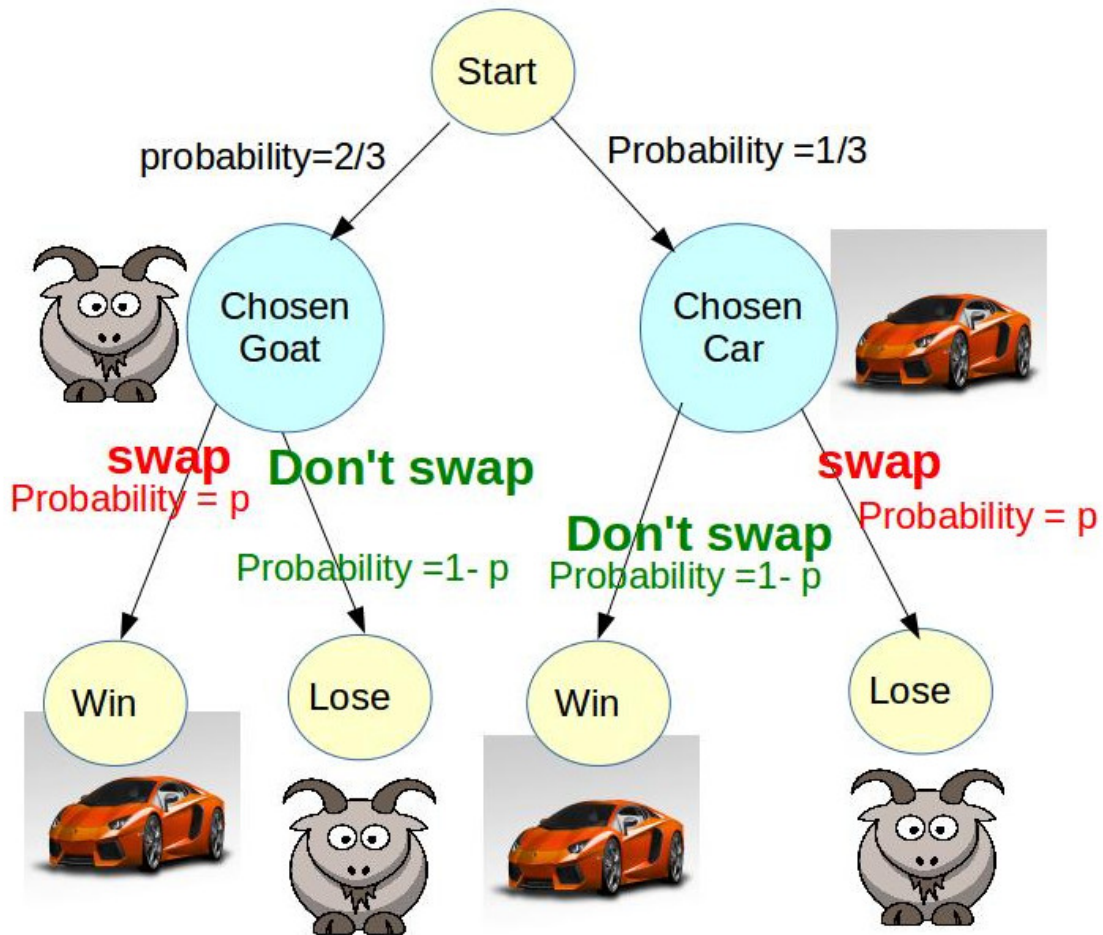 Start
probability=2/3
Probability =1/3
Chosen
Goat
Chosen
Car
swap
Probability = p
Don't swap
Probability =1- p
Don't swap
Probability =1- p
swap
Probability = p
Win
Lose
Win
Lose